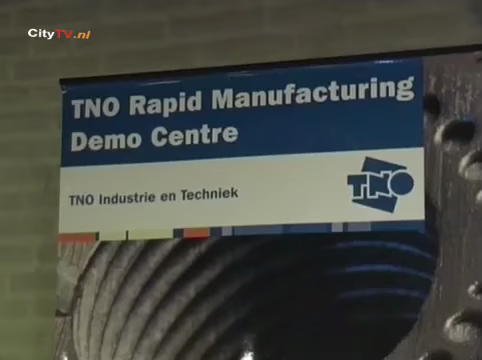 CityTV.nl
TNO Rapid Manufacturing
Demo Centre
TNO Industrie en Techniek
TNO